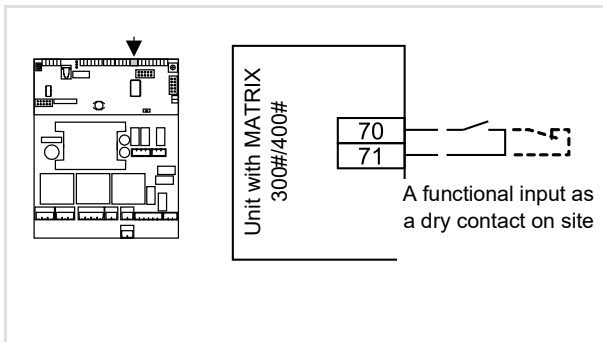 Unit with MATRIX
300#/400#
70
71
A functional input as
a dry contact on site